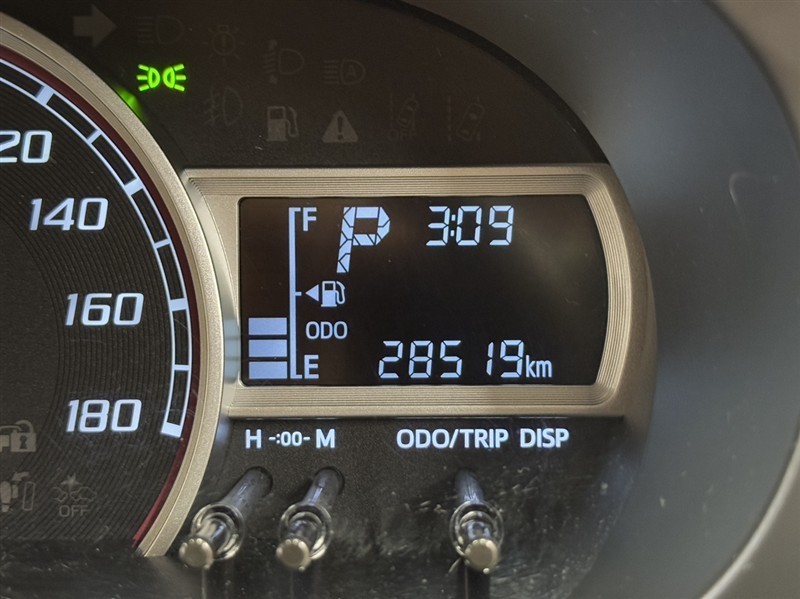 20
140
160
180
F
P 3:09
ODO
E
28519km
H -:00- M
ODO/TRIP DISP
OFF